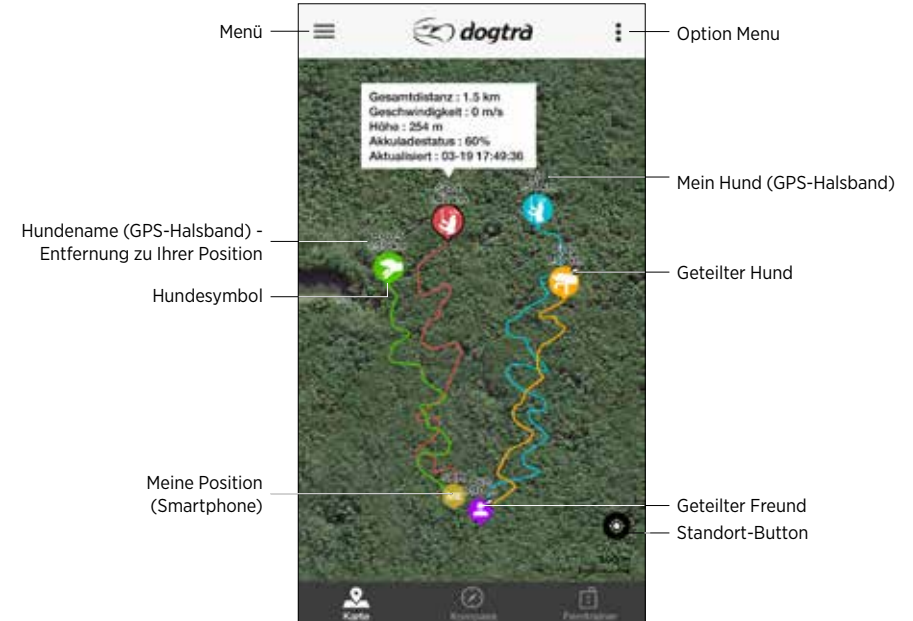 Menü
dogtra
Option Menu
Gesamtdistanz : 1.5 km
Geschwindigkeit : 0 m/s
Höhe : 254 m
Akkuladestatus : 60%
Aktualisiert : 03-19 17:49:36
Mein Hund (GPS-Halsband)
Hundename (GPS-Halsband) -
Entfernung zu Ihrer Position
Geteilter Hund
Hundesymbol
Meine Position
(Smartphone)
ME
Geteilter Freund
Standort-Button
Karte
Kompass
Ferntrainer